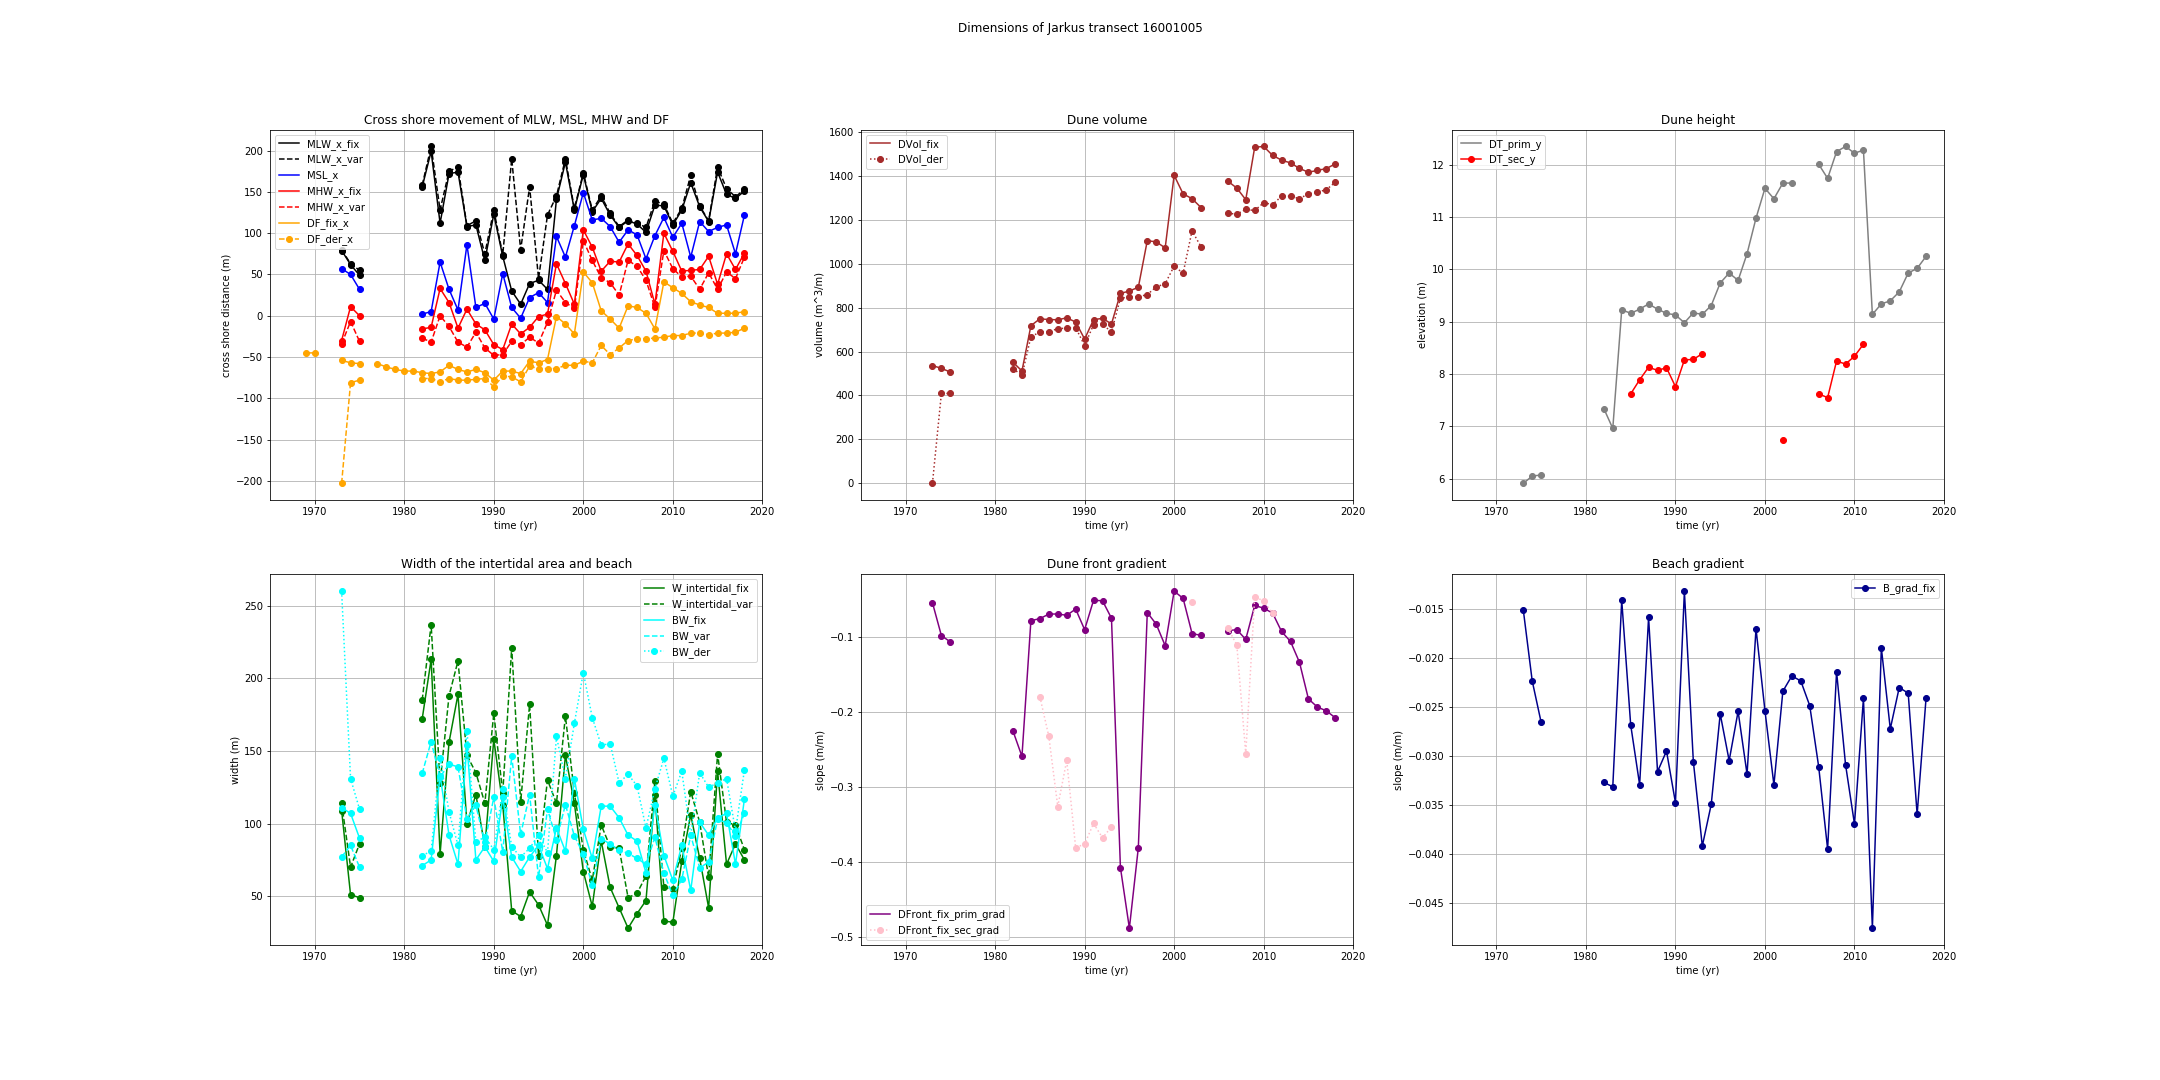 Dimensions of Jarkus transect 16001005
Cross shore movement of MLW, MSL, MHW and DF
MLW_x_fix
MLW_x_var
MSL_x
MHW_x_fix
MHW_x_var
DF_fix_x
DF_der_x
cross shore distance (m)
200
150
100
50
0
−50
−100
−150
−200
1970 1980 1990 2000 2010 2020
time (yr)
Dune volume
DVol_fix
DVol_der
volume (m^3/m)
1600
1400
1200
1000
800
600
400
200
0
1970 1980 1990 2000 2010 2020
time (yr)
Dune height
DT_prim_y
DT_sec_y
elevation (m)
12
11
10
9
8
7
6
1970 1980 1990 2000 2010 2020
time (yr)
Width of the intertidal area and beach
W_intertidal_fix
W_intertidal_var
BW_fix
BW_var
BW_der
width (m)
250
200
150
100
50
1970 1980 1990 2000 2010 2020
time (yr)
Dune front gradient
DFront_fix_prim_grad
DFront_fix_sec_grad
slope (m/m)
−0.1
−0.2
−0.3
−0.4
−0.5
1970 1980 1990 2000 2010 2020
time (yr)
Beach gradient
B_grad_fix
slope (m/m)
−0.015
−0.020
−0.025
−0.030
−0.035
−0.040
−0.045
1970 1980 1990 2000 2010 2020
time (yr)